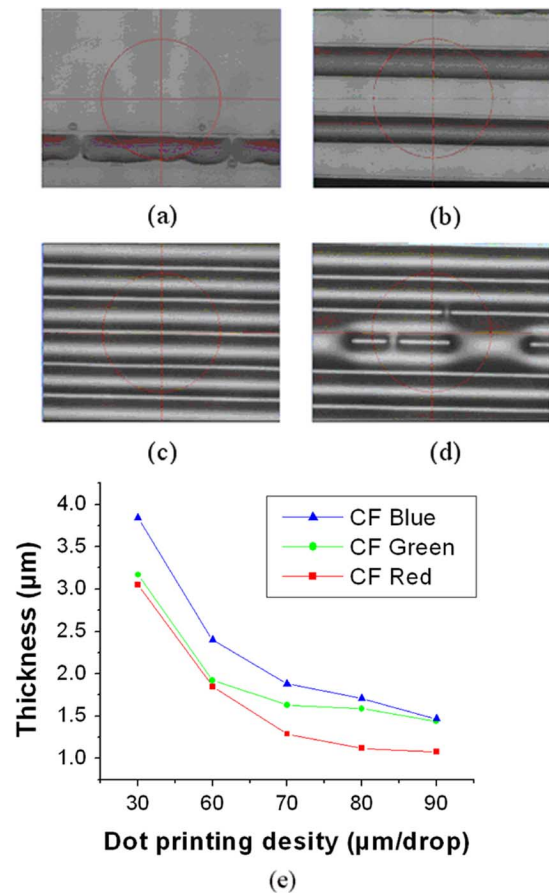 (a)
(b)
(c)
(d)
Thickness (μm)
4.0
3.5
3.0
2.5
2.0
1.5
1.0
CF Blue
CF Green
CF Red
30 60 70 80 90
Dot printing desity (μm/drop)
(e)